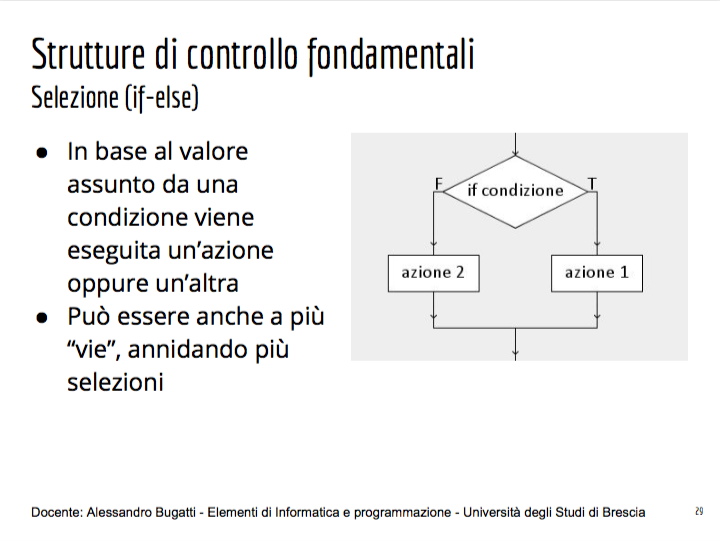 Strutture di controllo fondamentali
Selezione (if-else)
● In base al valore
assunto da una
condizione viene
eseguita un’azione
oppure un’altra
● Può essere anche a più
“vie”, annidando più
selezioni
F
if condizione
T
azione 2
azione 1
Docente: Alessandro Bugatti - Elementi di Informatica e programmazione - Università degli Studi di Brescia
29